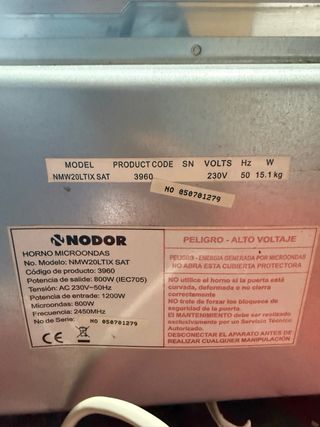 MODEL PRODUCT CODE SN VOLTS Hz W
NMW20LTIX SAT 3960 230V 50 15.1 kg
NO 050701279
NODOR
HORNO MICROONDAS
No. Modelo: NMW20LTIX SAT
Código de producto: 3960
Potencia de salida: 800W (IEC705)
Tensión: AC 230V~50Hz
Potencia de entrade: 1200W
Microondas: 800W
Frecuencia: 2450MHz
No de Serie: NO 050701279
CE
PELIGRO - ALTO VOLTAJE
PELIGRO - ENERGIA GENERADA POR MICROONDAS
NO ABRA ESTA CUBIERTA PROTECTORA
NO utilice el horno si la puerta está
curvada, deformada o no cierra
correctamente
NO trate de forzar los bloqueos de
seguridad de la puerta.
El MANTENIMIENTO debe ser realizado
exclusivamente por un Servicio Técnico
Autorizado.
DESCONECTE EL APARATO ANTES DE
REALIZAR CUALQUIER MANTENIMIENTO